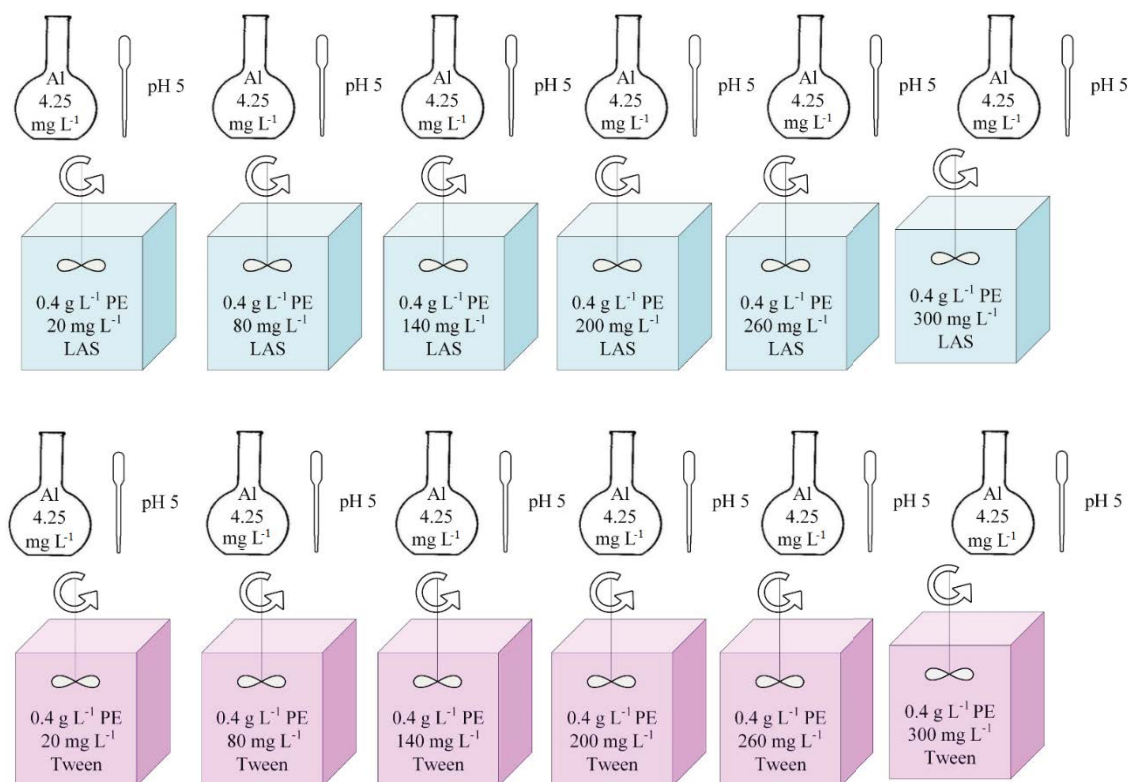 Al
4.25
mg L⁻¹
pH 5
Al
4.25
mg L⁻¹
pH 5
Al
4.25
mg L⁻¹
pH 5
Al
4.25
mg L⁻¹
pH 5
Al
4.25
mg L⁻¹
pH 5
Al
4.25
mg L⁻¹
pH 5
0.4 g L⁻¹ PE
20 mg L⁻¹
LAS
0.4 g L⁻¹ PE
80 mg L⁻¹
LAS
0.4 g L⁻¹ PE
140 mg L⁻¹
LAS
0.4 g L⁻¹ PE
200 mg L⁻¹
LAS
0.4 g L⁻¹ PE
260 mg L⁻¹
LAS
0.4 g L⁻¹ PE
300 mg L⁻¹
LAS
Al
4.25
mg L⁻¹
pH 5
Al
4.25
mg L⁻¹
pH 5
Al
4.25
mg L⁻¹
pH 5
Al
4.25
mg L⁻¹
pH 5
Al
4.25
mg L⁻¹
pH 5
Al
4.25
mg L⁻¹
pH 5
0.4 g L⁻¹ PE
20 mg L⁻¹
Tween
0.4 g L⁻¹ PE
80 mg L⁻¹
Tween
0.4 g L⁻¹ PE
140 mg L⁻¹
Tween
0.4 g L⁻¹ PE
200 mg L⁻¹
Tween
0.4 g L⁻¹ PE
260 mg L⁻¹
Tween
0.4 g L⁻¹ PE
300 mg L⁻¹
Tween